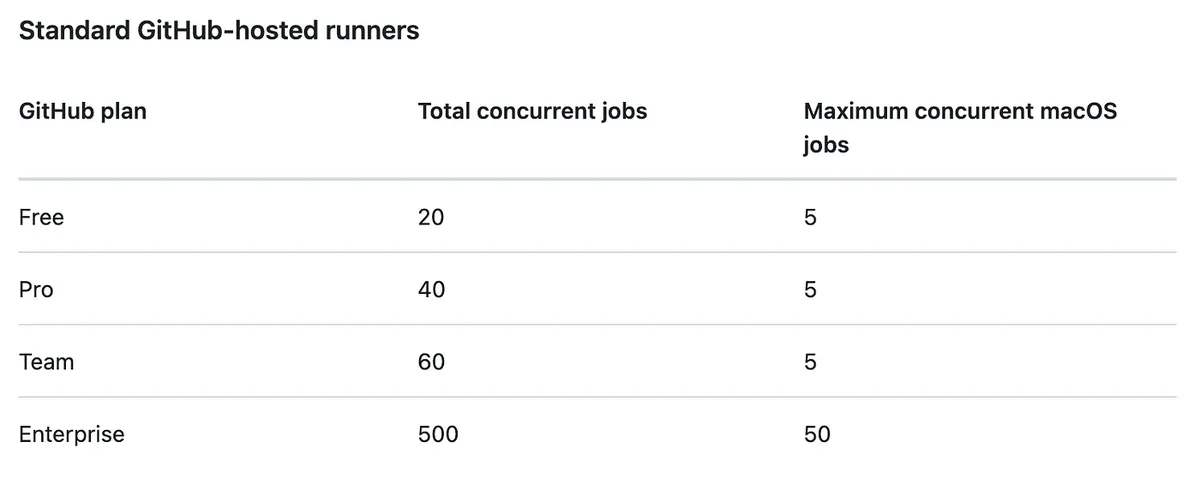 Standard GitHub-hosted runners
GitHub plan Total concurrent jobs Maximum concurrent macOS
jobs
Free 20 5
Pro 40 5
Team 60 5
Enterprise 500 50